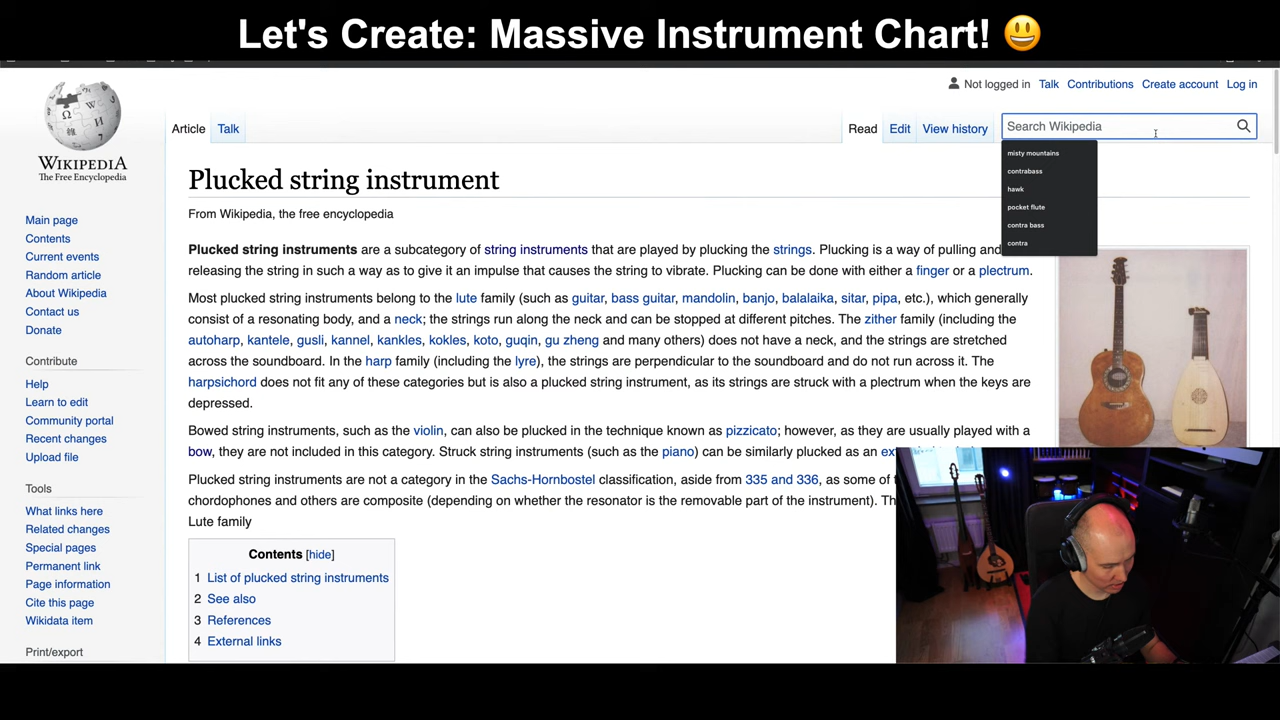 Let's Create: Massive Instrument Chart! 😃
Not logged in Talk Contributions Create account Log in
Article Talk
Read Edit View history
Search Wikipedia
misty mountains
contrabass
hawk
pocket flute
contra bass
contra
WIKIPEDIA
The Free Encyclopedia
Main page
Contents
Current events
Random article
About Wikipedia
Contact us
Donate
Contribute
Help
Learn to edit
Community portal
Recent changes
Upload file
Tools
What links here
Related changes
Special pages
Permanent link
Page information
Cite this page
Wikidata item
Print/export
Plucked string instrument
From Wikipedia, the free encyclopedia
Plucked string instruments are a subcategory of string instruments that are played by plucking the strings. Plucking is a way of pulling and
releasing the string in such a way as to give it an impulse that causes the string to vibrate. Plucking can be done with either a finger or a plectrum.
Most plucked string instruments belong to the lute family (such as guitar, bass guitar, mandolin, banjo, balalaika, sitar, pipa, etc.), which generally
consist of a resonating body, and a neck; the strings run along the neck and can be stopped at different pitches. The zither family (including the
autoharp, kantele, gusli, kannel, kankles, kokles, koto, guqin, gu zheng and many others) does not have a neck, and the strings are stretched
across the soundboard. In the harp family (including the lyre), the strings are perpendicular to the soundboard and do not run across it. The
harpsichord does not fit any of these categories but is also a plucked string instrument, as its strings are struck with a plectrum when the keys are
depressed.
Bowed string instruments, such as the violin, can also be plucked in the technique known as pizzicato; however, as they are usually played with a
bow, they are not included in this category. Struck string instruments (such as the piano) can be similarly plucked as an
Plucked string instruments are not a category in the Sachs-Hornbostel classification, aside from 335 and 336, as some of
chordophones and others are composite (depending on whether the resonator is the removable part of the instrument).
Lute family
Contents [hide]
1 List of plucked string instruments
2 See also
3 References
4 External links